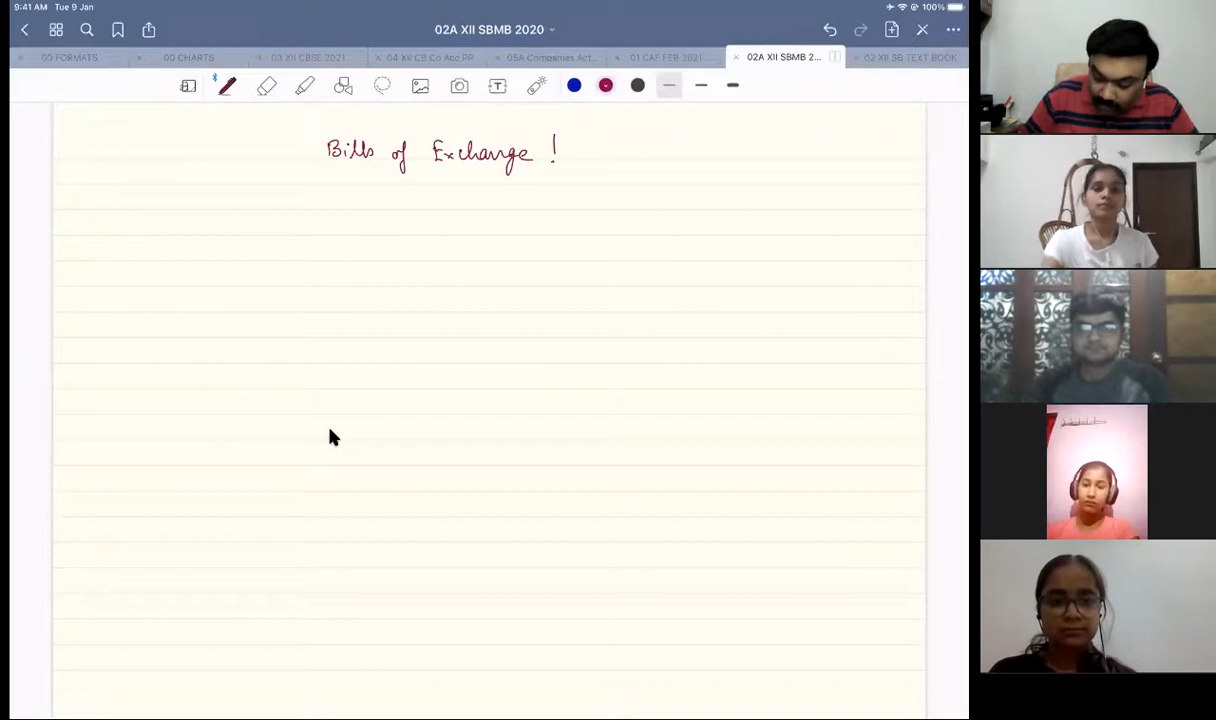 9:41 AM Tue 9 Jan 100%
02A XII SBMB 2020
00 FORMATS 00 CHARTS 03 XII CBSE 2021 04 XII CB Co Acc PP 05A Companies Act... 01 CAF FEB 2021 02A XII SBMB 2... 02 XII SB TEXT BOOK
T
Bills of Exchange !